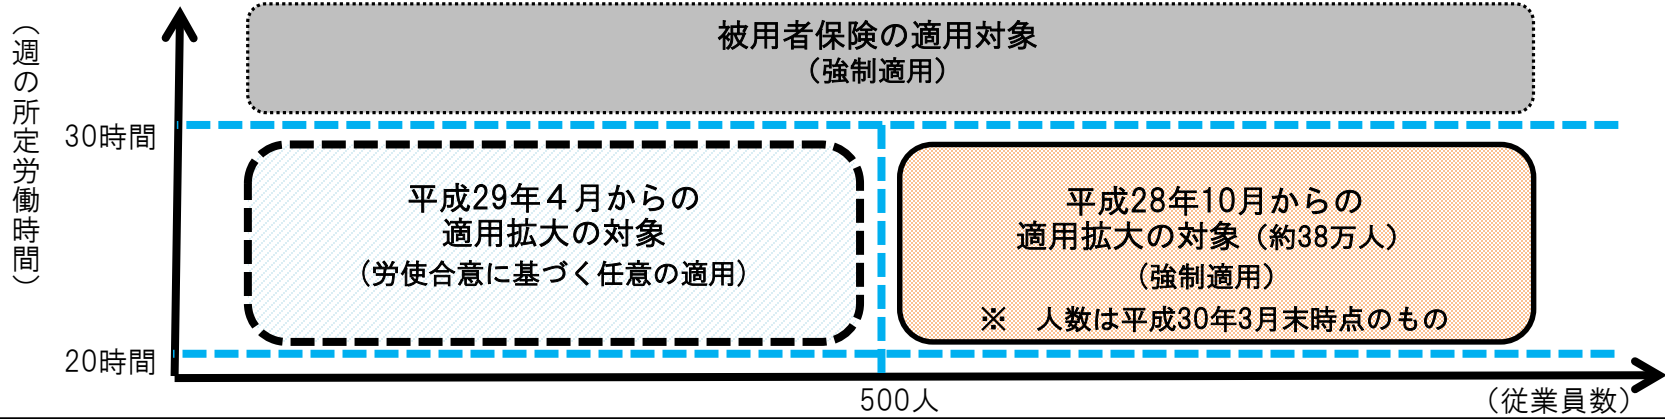 （週の所定労働時間）
被用者保険の適用対象
（強制適用）
30時間
平成29年４月からの
適用拡大の対象
（労使合意に基づく任意の適用）
平成28年10月からの
適用拡大の対象（約38万人）
（強制適用）
※　人数は平成30年3月末時点のもの
20時間
500人
（従業員数）